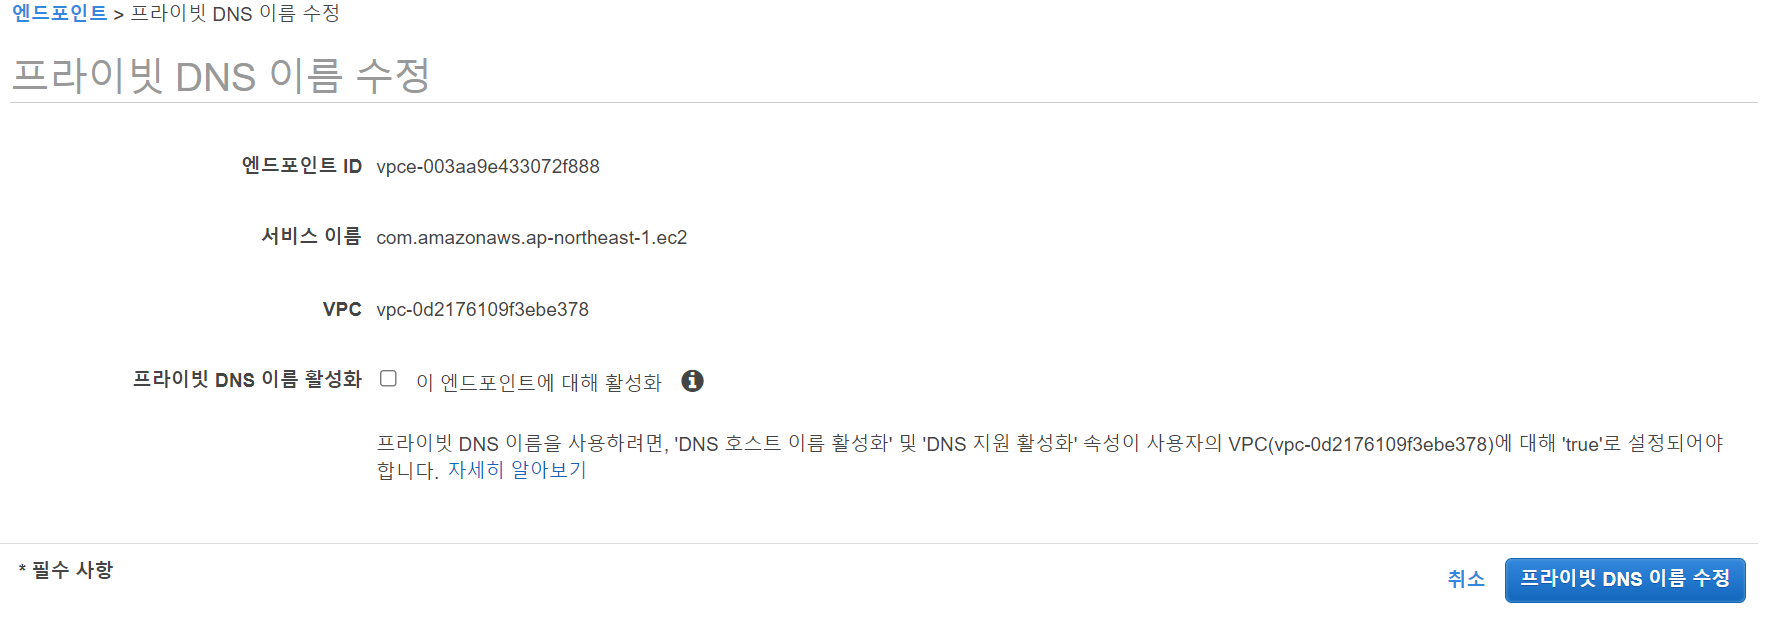 엔드포인트 > 프라이빗 DNS 이름 수정
프라이빗 DNS 이름 수정
엔드포인트 ID vpce-003aa9e433072f888
서비스 이름 com.amazonaws.ap-northeast-1.ec2
VPC vpc-0d2176109f3ebe378
프라이빗 DNS 이름 활성화 이 엔드포인트에 대해 활성화
프라이빗 DNS 이름을 사용하려면, 'DNS 호스트 이름 활성화' 및 'DNS 지원 활성화' 속성이 사용자의 VPC(vpc-0d2176109f3ebe378)에 대해 'true'로 설정되어야
합니다. 자세히 알아보기
* 필수 사항
취소 프라이빗 DNS 이름 수정